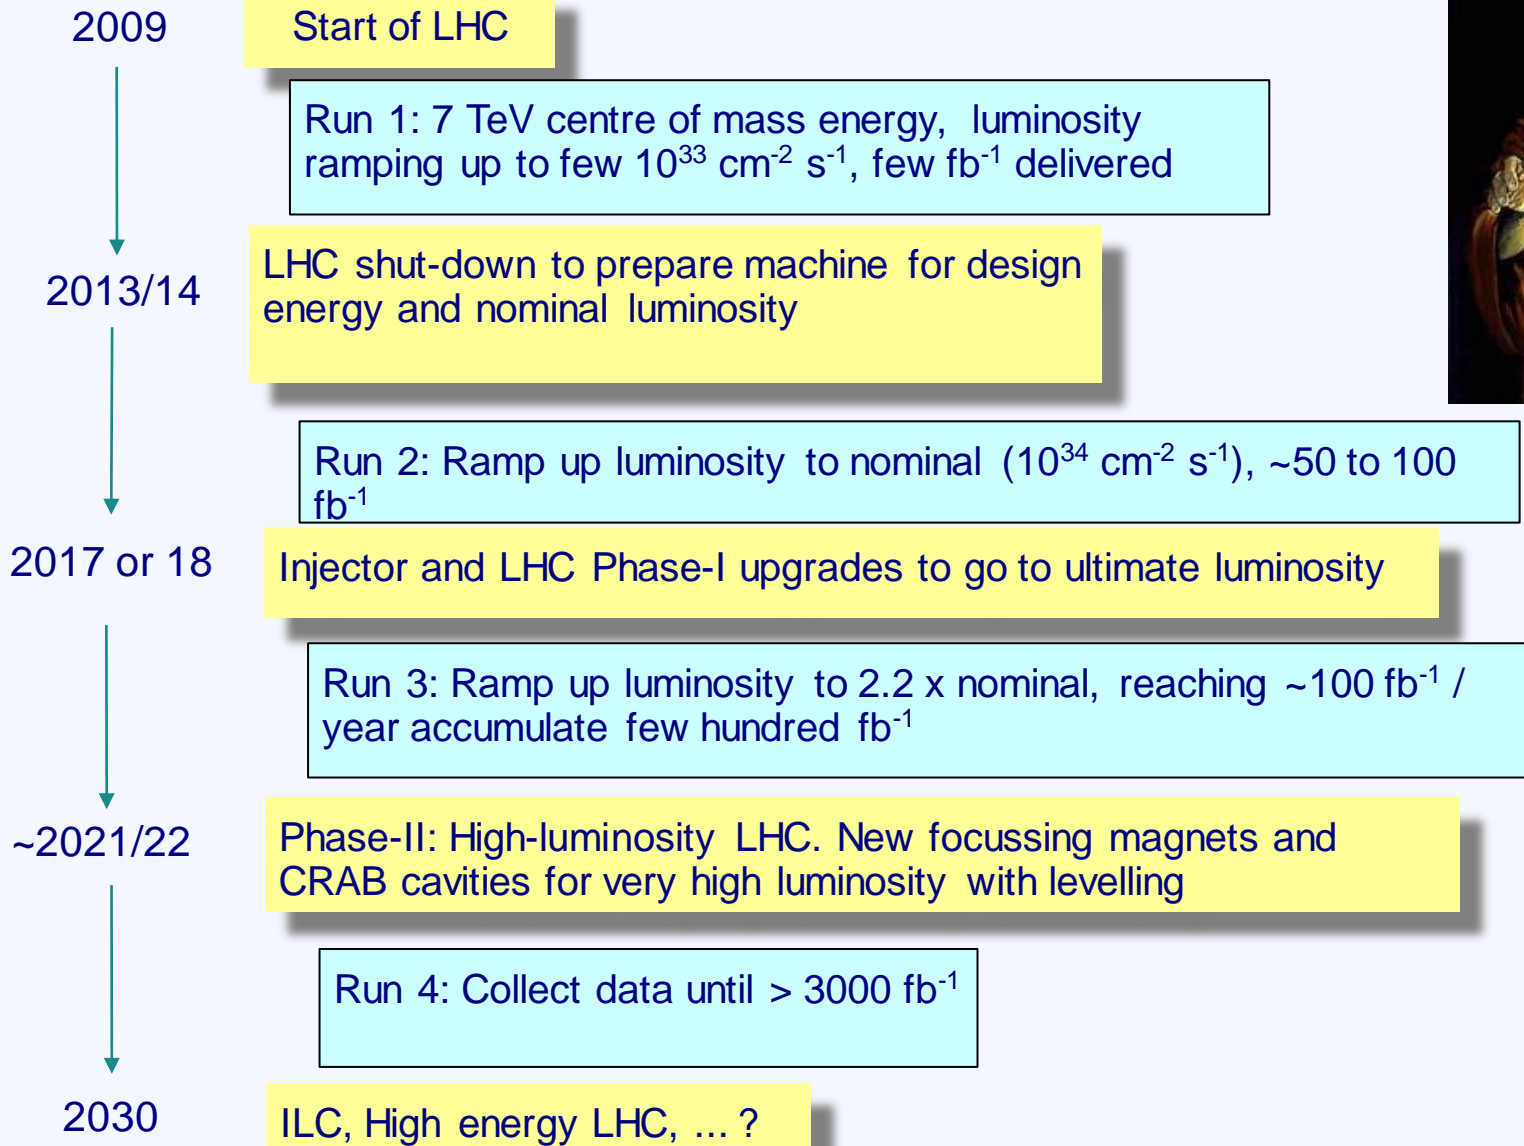 2009
Start of LHC
Run 1: 7 TeV centre of mass energy, luminosity
ramping up to few 10³³ cm⁻² s⁻¹, few fb⁻¹ delivered
2013/14
LHC shut-down to prepare machine for design
energy and nominal luminosity
Run 2: Ramp up luminosity to nominal (10³⁴ cm⁻² s⁻¹), ~50 to 100
fb⁻¹
2017 or 18
Injector and LHC Phase-I upgrades to go to ultimate luminosity
Run 3: Ramp up luminosity to 2.2 x nominal, reaching ~100 fb⁻¹ /
year accumulate few hundred fb⁻¹
~2021/22
Phase-II: High-luminosity LHC. New focussing magnets and
CRAB cavities for very high luminosity with levelling
Run 4: Collect data until > 3000 fb⁻¹
2030
ILC, High energy LHC, ... ?